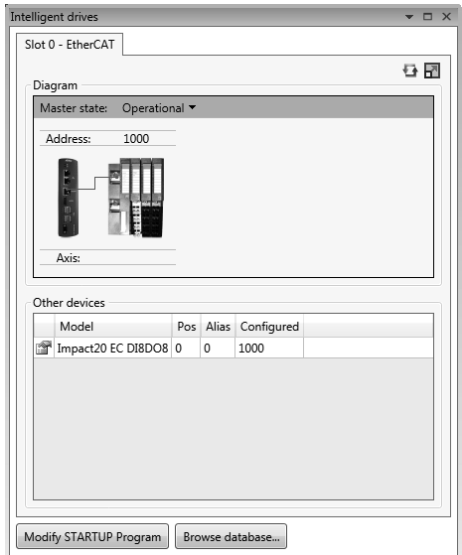 Intelligent drives
Slot 0 - EtherCAT
Diagram
Master state: Operational
Address: 1000
Axis:
Other devices
Model Pos Alias Configured
Impact20 EC DI8DO8 0 0 1000
Modify STARTUP Program Browse database...